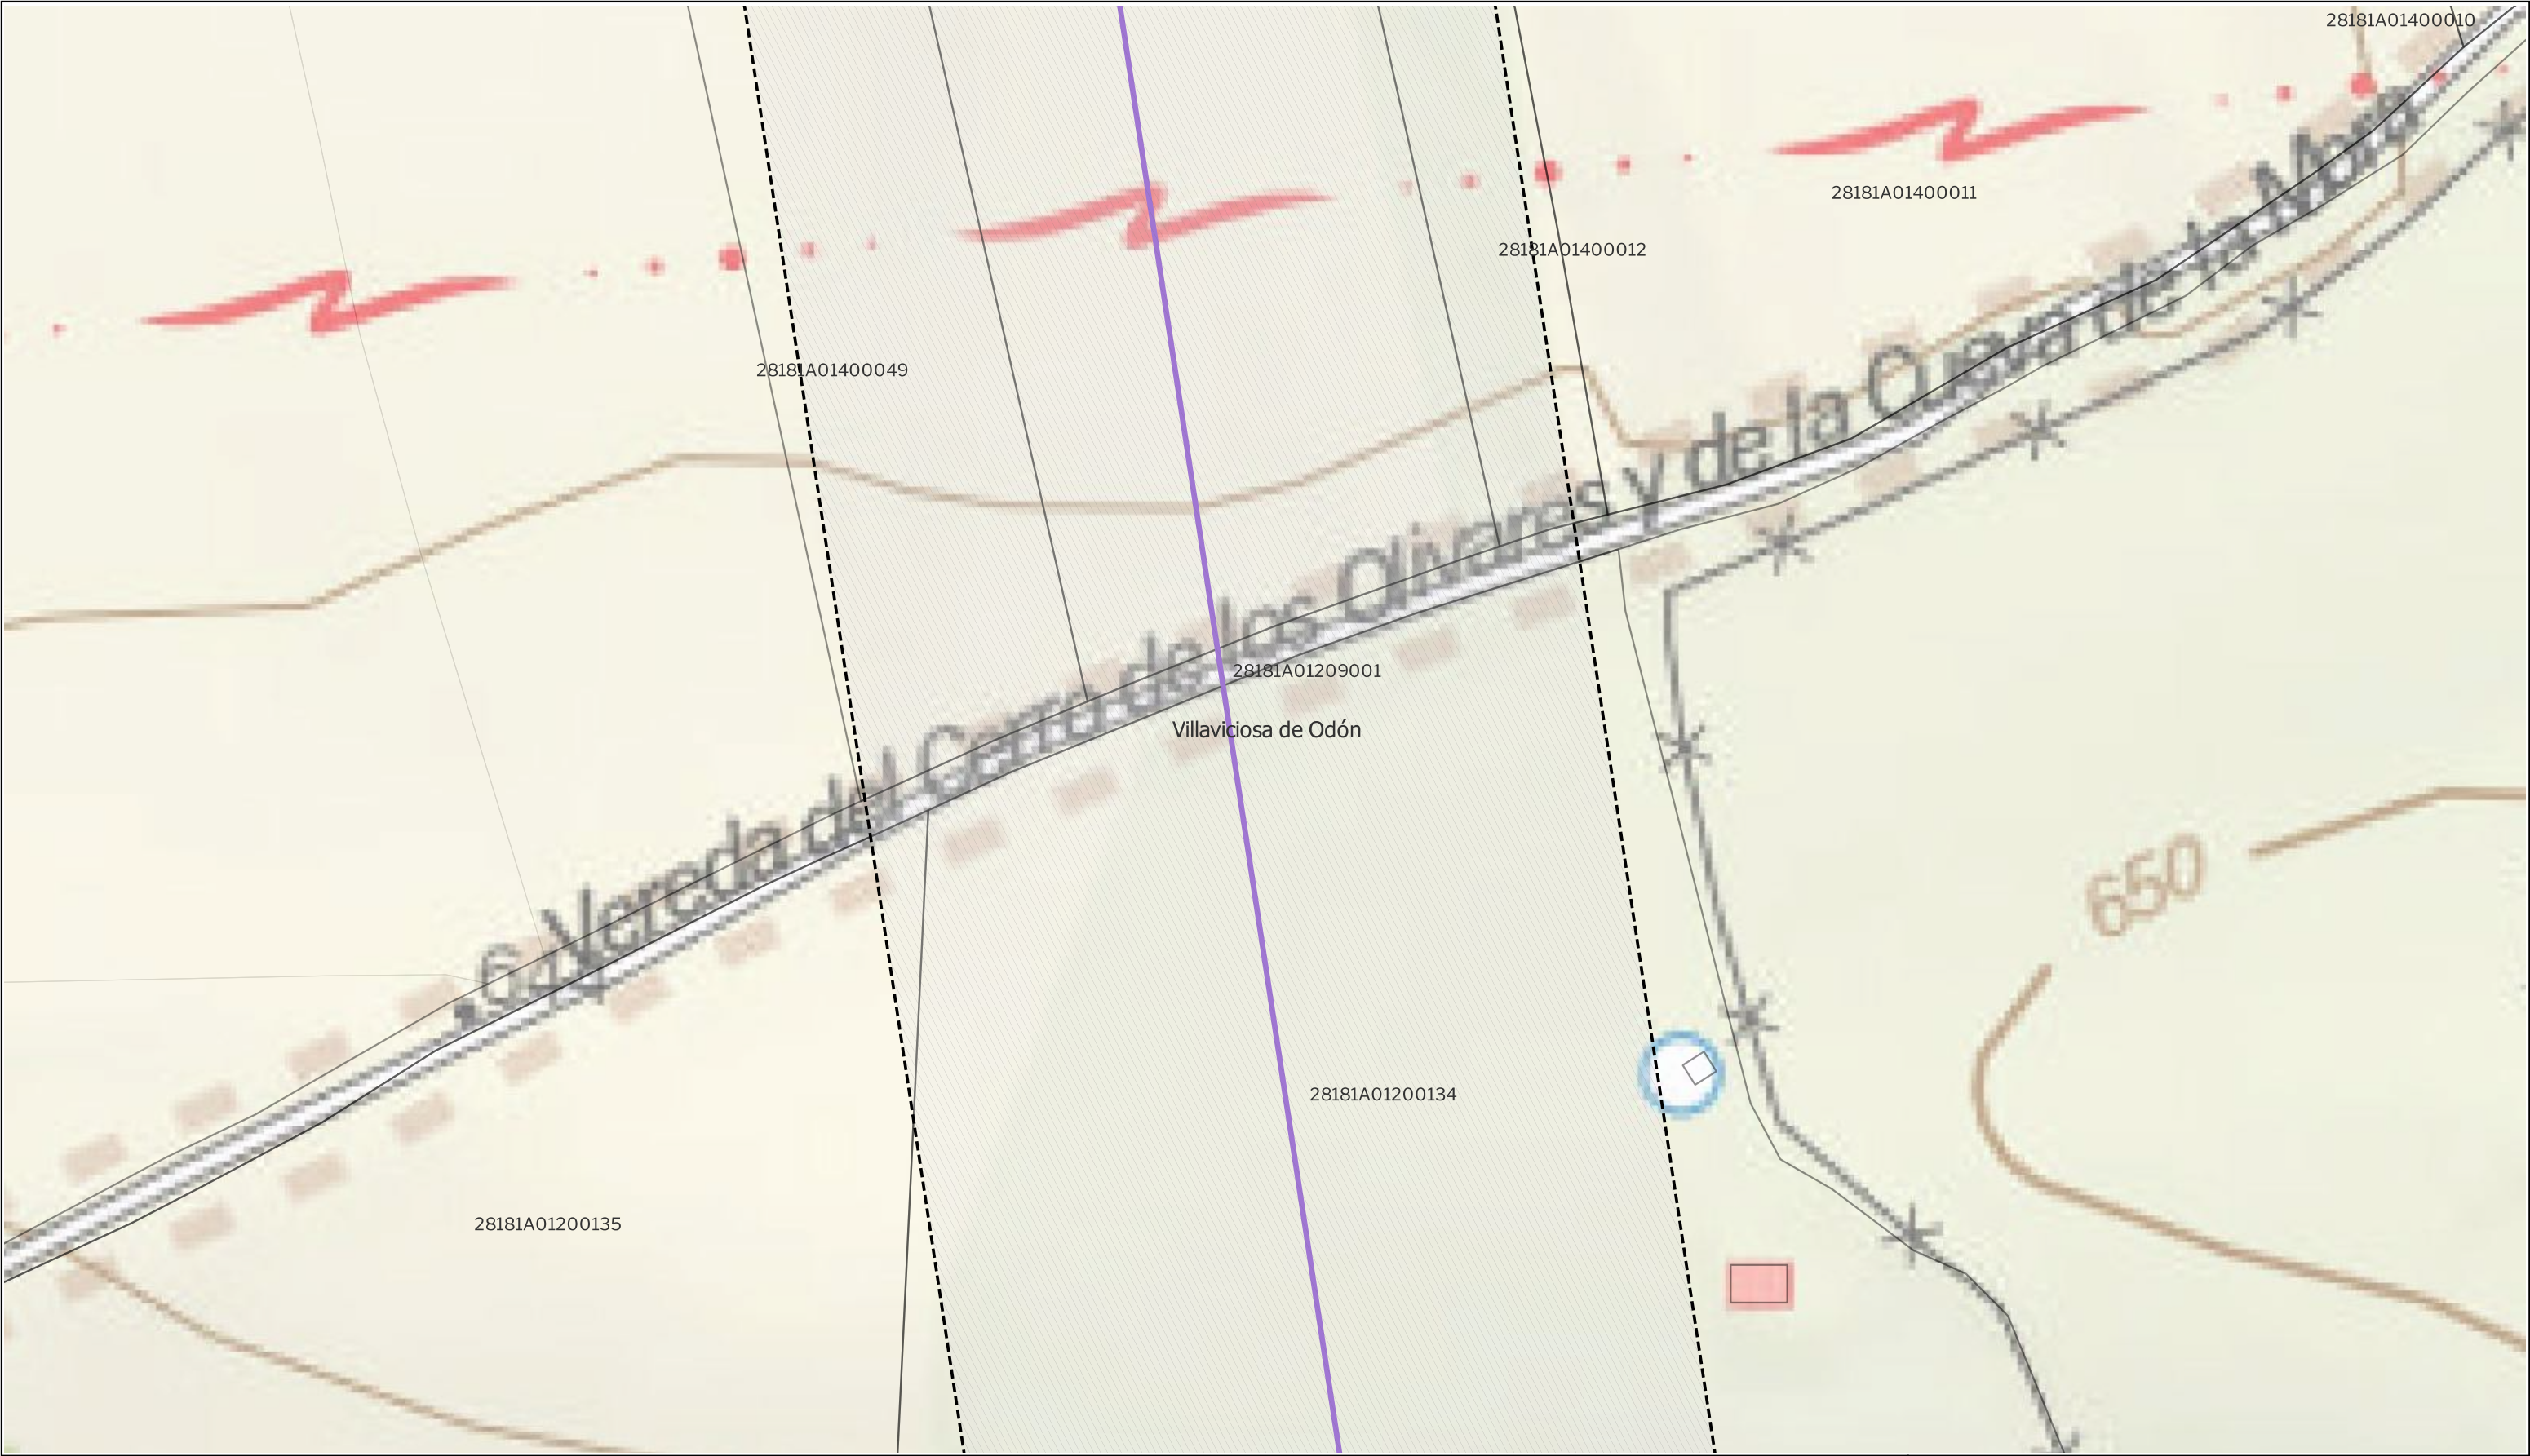 28181A01400010
28181A01400011
28181A01400012
28181A01400049
Vereda del Cerro de los Olivares y de la Cueva de la Mora
28181A01209001
Villaviciosa de Odón
650
28181A01200134
28181A01200135